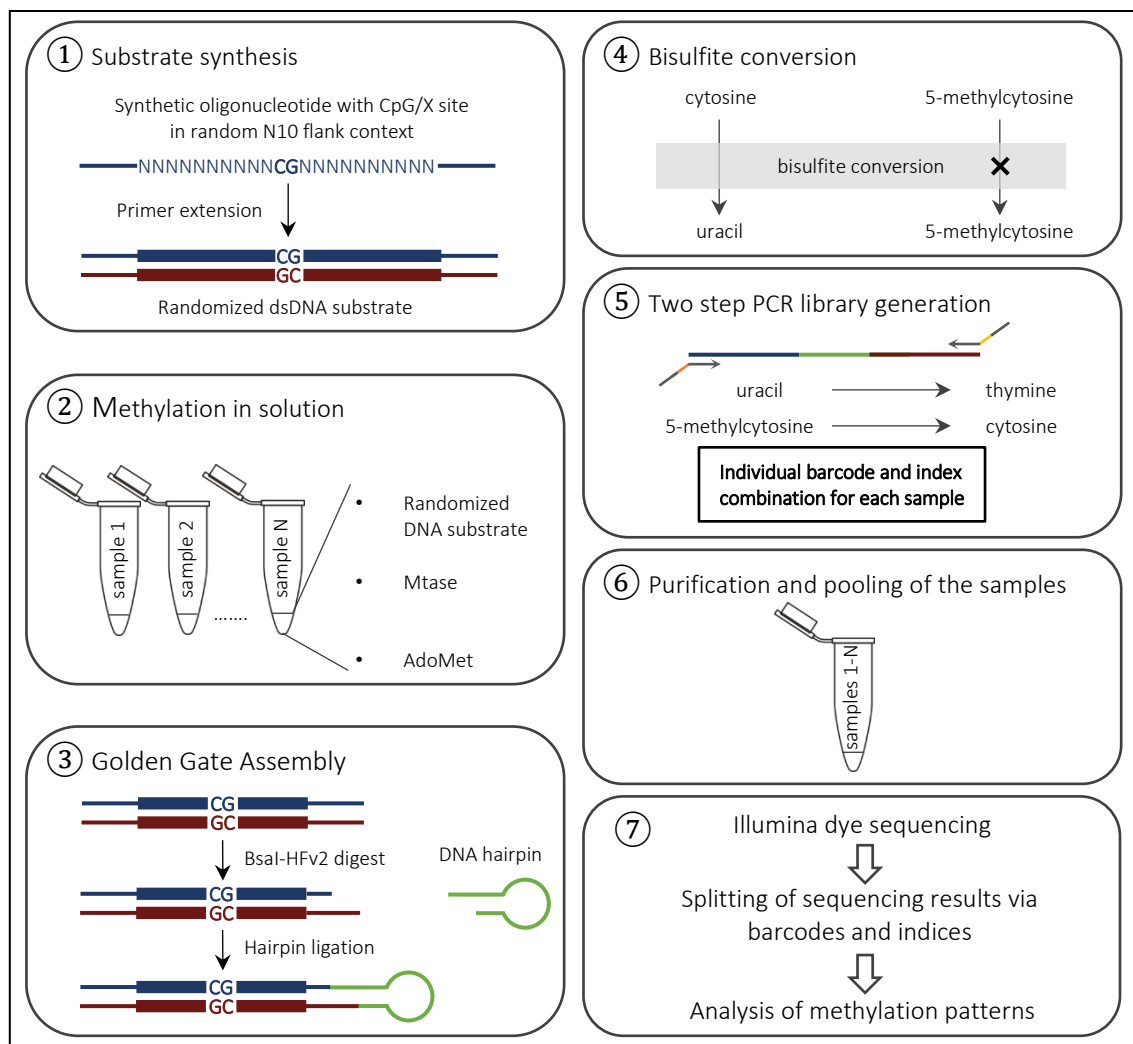 ① Substrate synthesis
Synthetic oligonucleotide with CpG/X site
in random N10 flank context
NNNNNNNNNNCGNNNNNNNNNN
Primer extension
CG
GC
Randomized dsDNA substrate
② Methylation in solution
sample 1
sample 2
.......
sample N
• Randomized
DNA substrate
• Mtase
• AdoMet
③ Golden Gate Assembly
CG
GC
BsaI-HFv2 digest
DNA hairpin
CG
GC
Hairpin ligation
CG
GC
④ Bisulfite conversion
cytosine 5-methylcytosine
bisulfite conversion
uracil 5-methylcytosine
⑤ Two step PCR library generation
uracil thymine
5-methylcytosine cytosine
Individual barcode and index
combination for each sample
⑥ Purification and pooling of the samples
samples 1-N
⑦ Illumina dye sequencing
Splitting of sequencing results via
barcodes and indices
Analysis of methylation patterns